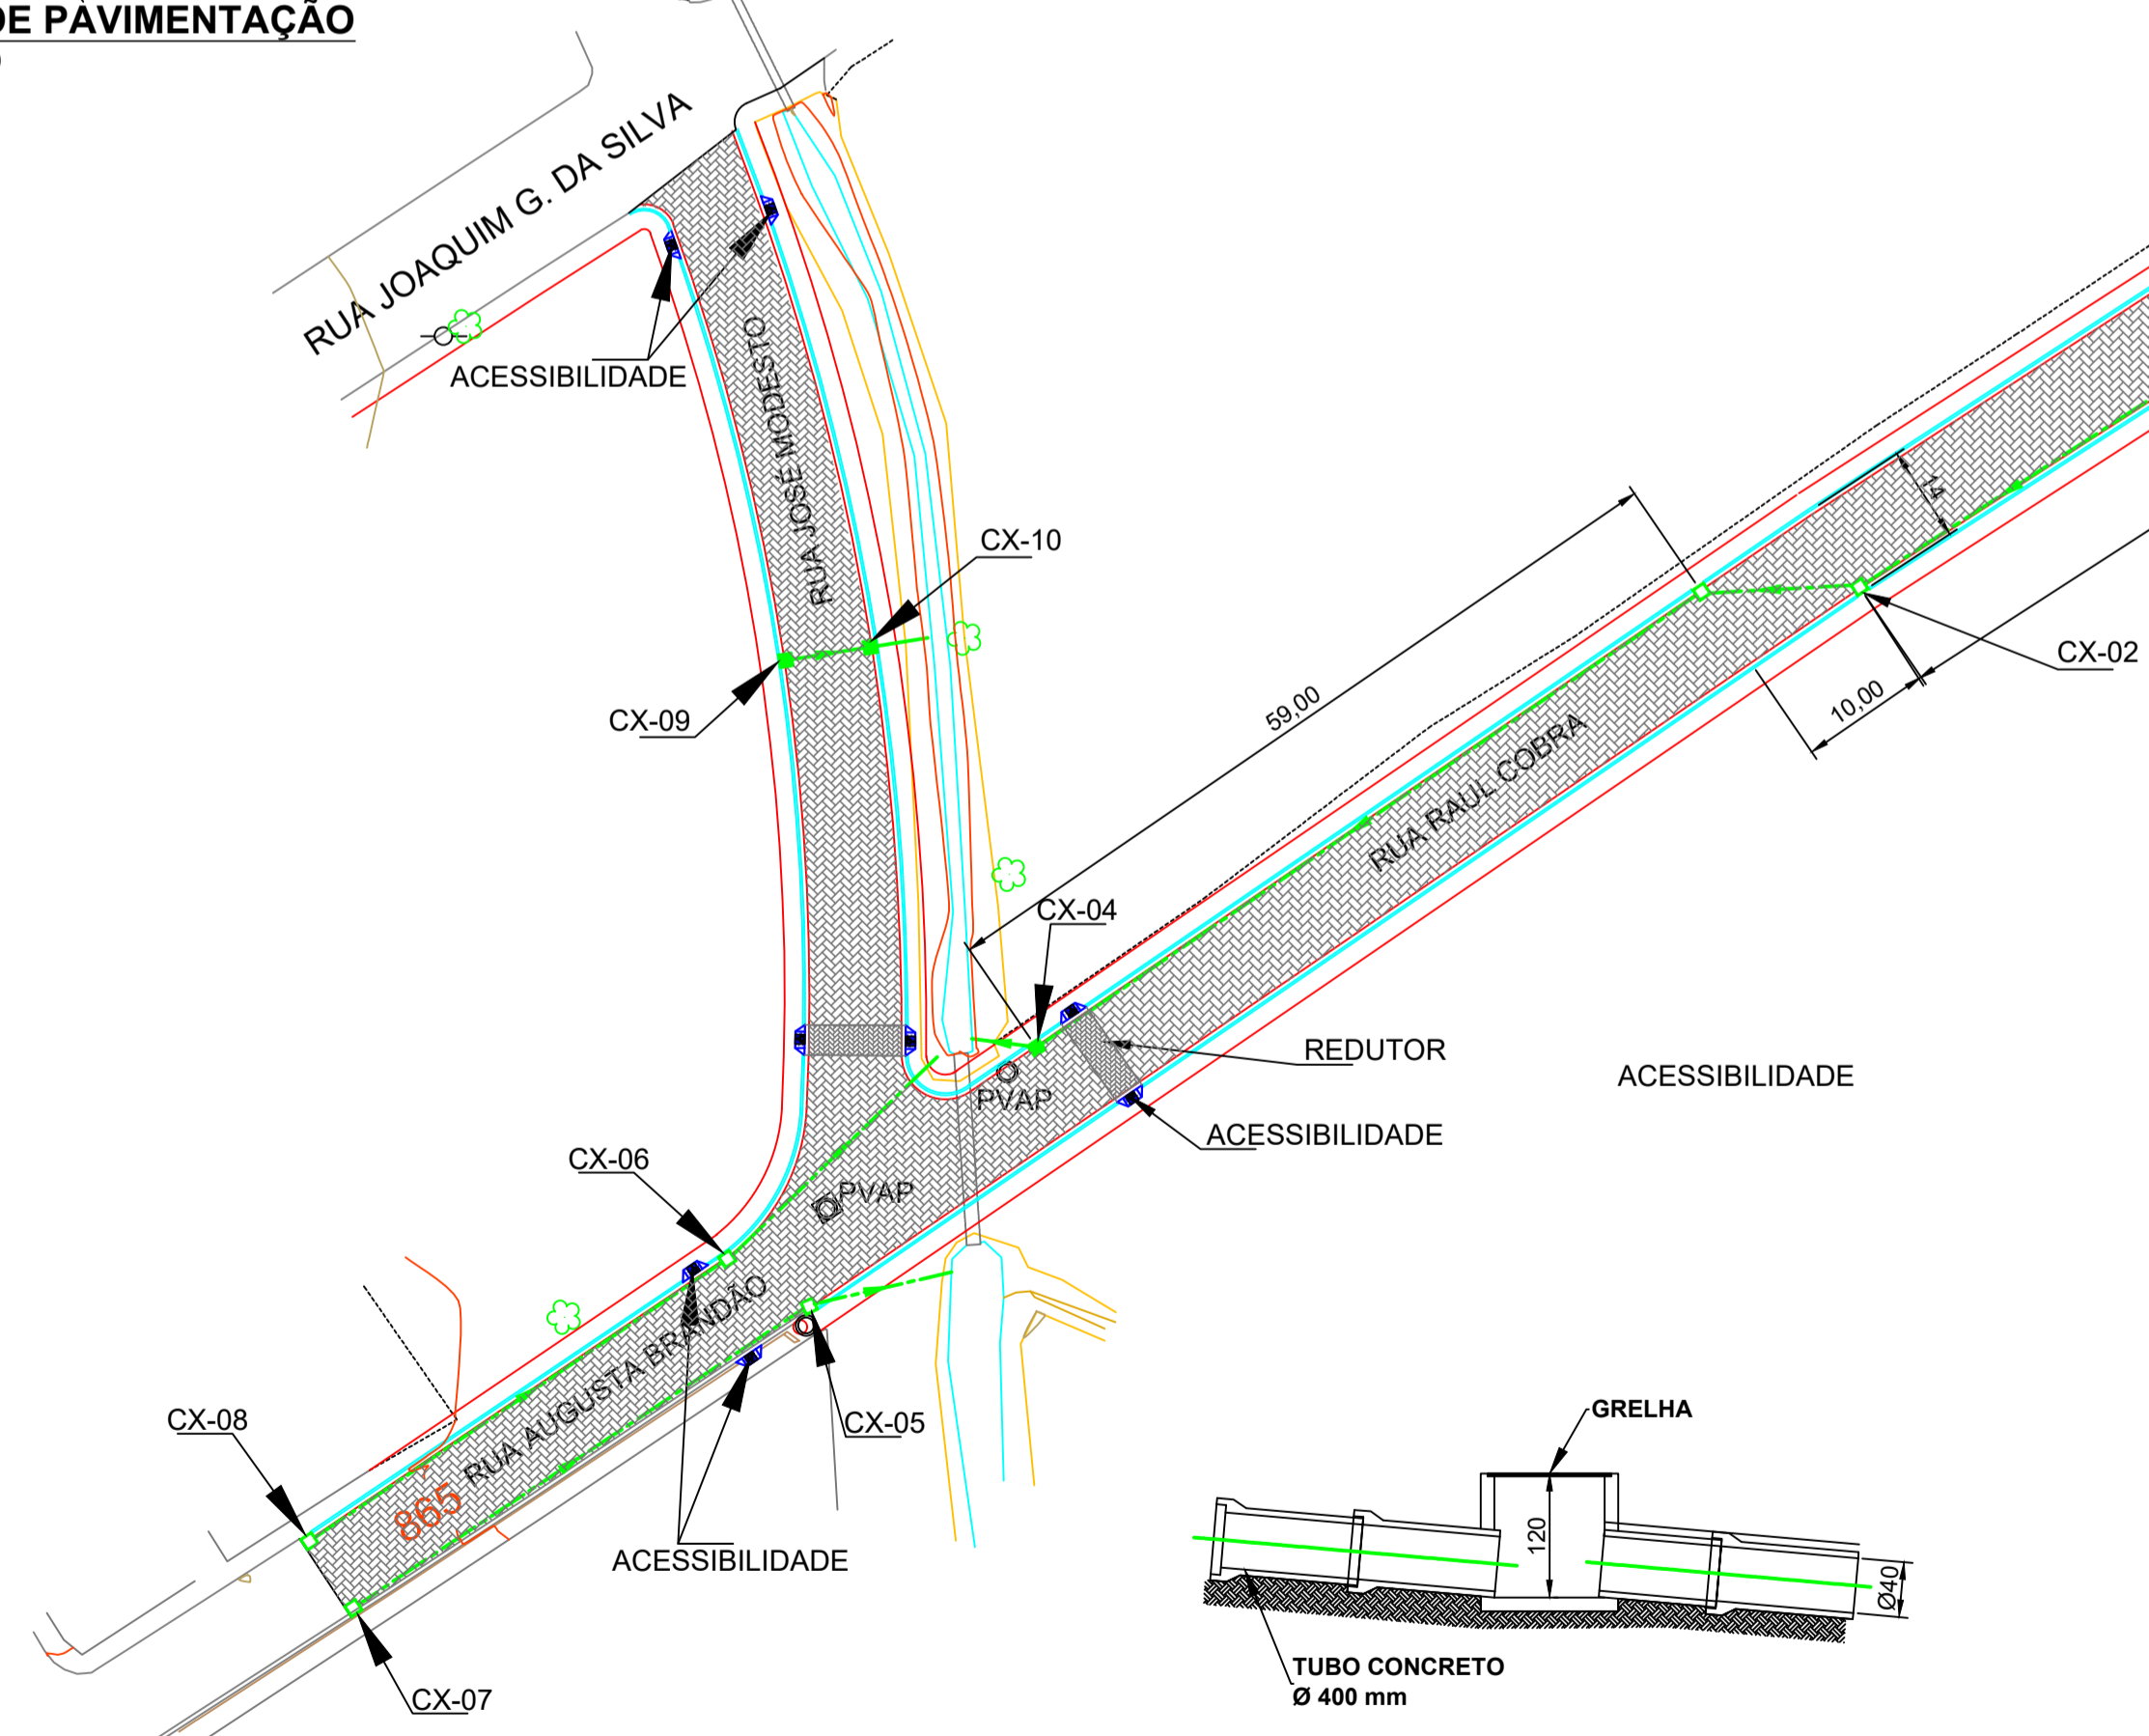 DE PAVIMENTAÇÃO
)
RUA JOAQUIM G. DA SILVA
ACESSIBILIDADE
RUA JOSÉ MODESTO
CX-10
CX-09
59,00
10,00
CX-02
RUA RAUL COBRA
CX-04
REDUTOR
ACESSIBILIDADE
PVAP
ACESSIBILIDADE
CX-06
PVAP
RUA AUGUSTA BRANDÃO
CX-08
865
CX-05
ACESSIBILIDADE
CX-07
GRELHA
120
Ø40
TUBO CONCRETO
Ø 400 mm